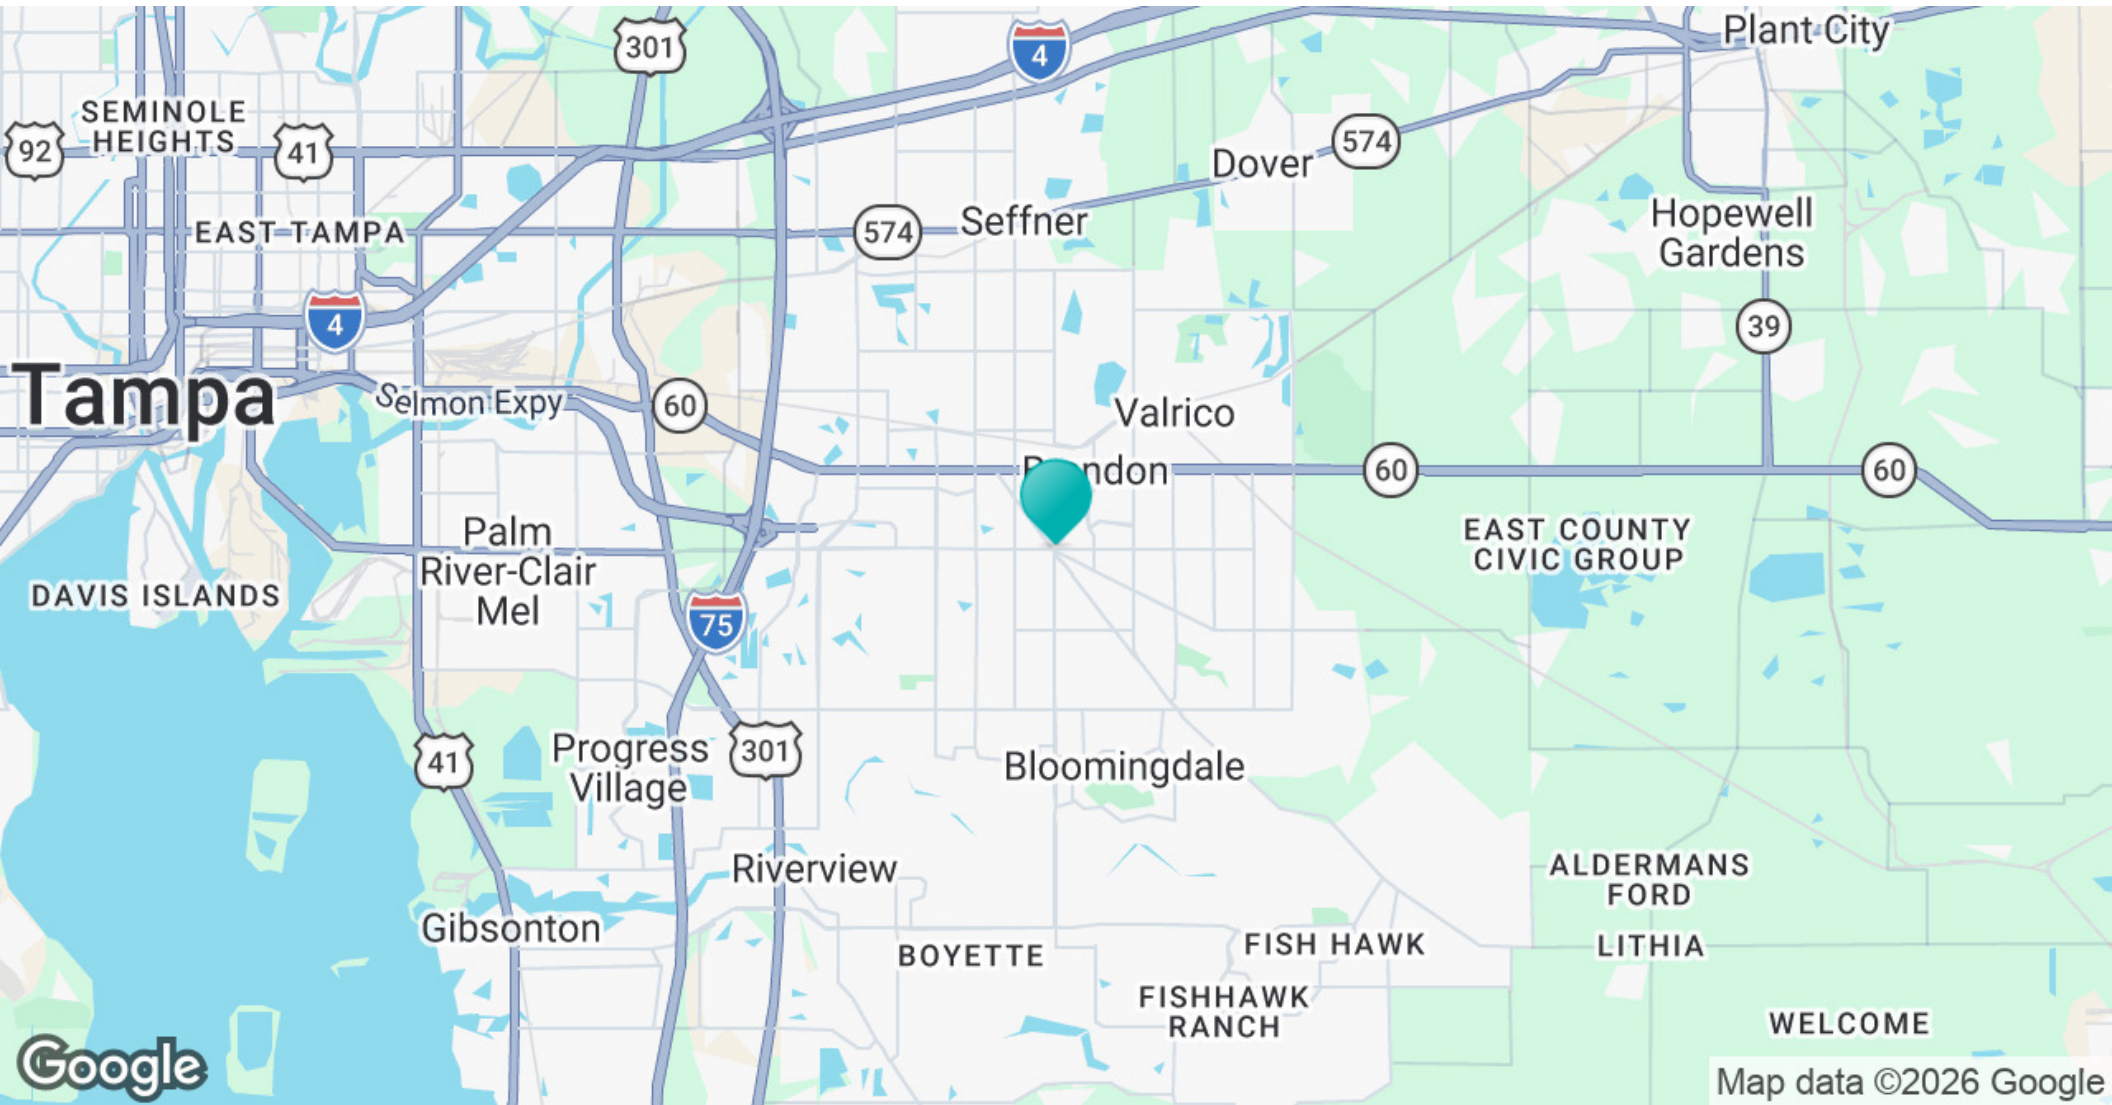 301
4
Plant City
SEMINOLE
HEIGHTS
92
41
574
Dover
574
Seffner
EAST TAMPA
Hopewell
Gardens
4
39
Tampa
Selmon Expy
60
Valrico
60
60
Palm
River-Clair
Mel
EAST COUNTY
CIVIC GROUP
DAVIS ISLANDS
75
41
Progress
Village
301
Bloomingdale
Riverview
ALDERMANS
FORD
Gibsonton
BOYETTE
FISH HAWK
LITHIA
FISHHAWK
RANCH
WELCOME
Google
Map data ©2026 Google